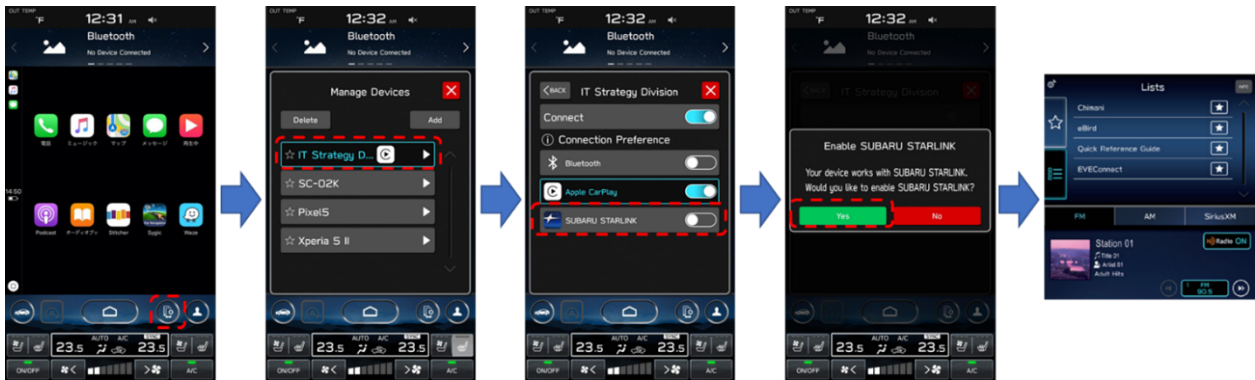 OUT TEMP
°F
12:31 AM
Bluetooth
No Device Connected
電話
ミュージック
マップ
メッセージ
再生中
14:50
Podcast
オーディオブッ
Stitcher
Sygic
Waze
AUTO A/C
SYNC
23.5
23.5
ON/OFF
A/C
OUT TEMP
°F
12:32 AM
Bluetooth
No Device Connected
Manage Devices
Delete
Add
IT Strategy D...
SC-02K
Pixel5
Xperia 5 II
AUTO A/C
SYNC
23.5
23.5
ON/OFF
A/C
OUT TEMP
°F
12:32 AM
Bluetooth
No Device Connected
BACK
IT Strategy Division
Connect
Connection Preference
Bluetooth
Apple CarPlay
SUBARU STARLINK
AUTO A/C
SYNC
23.5
23.5
ON/OFF
A/C
OUT TEMP
°F
12:32 AM
Bluetooth
No Device Connected
BACK
IT Strategy Division
Enable SUBARU STARLINK
Your device works with SUBARU STARLINK.
Would you like to enable SUBARU STARLINK?
Yes
No
AUTO A/C
SYNC
23.5
23.5
ON/OFF
A/C
Lists
INFO
Chimani
eBird
Quick Reference Guide
EVEConnect
FM
AM
SiriusXM
Station 01
Title 01
Artist 01
Adult Hits
HD Radio ON
1 FM
90.5